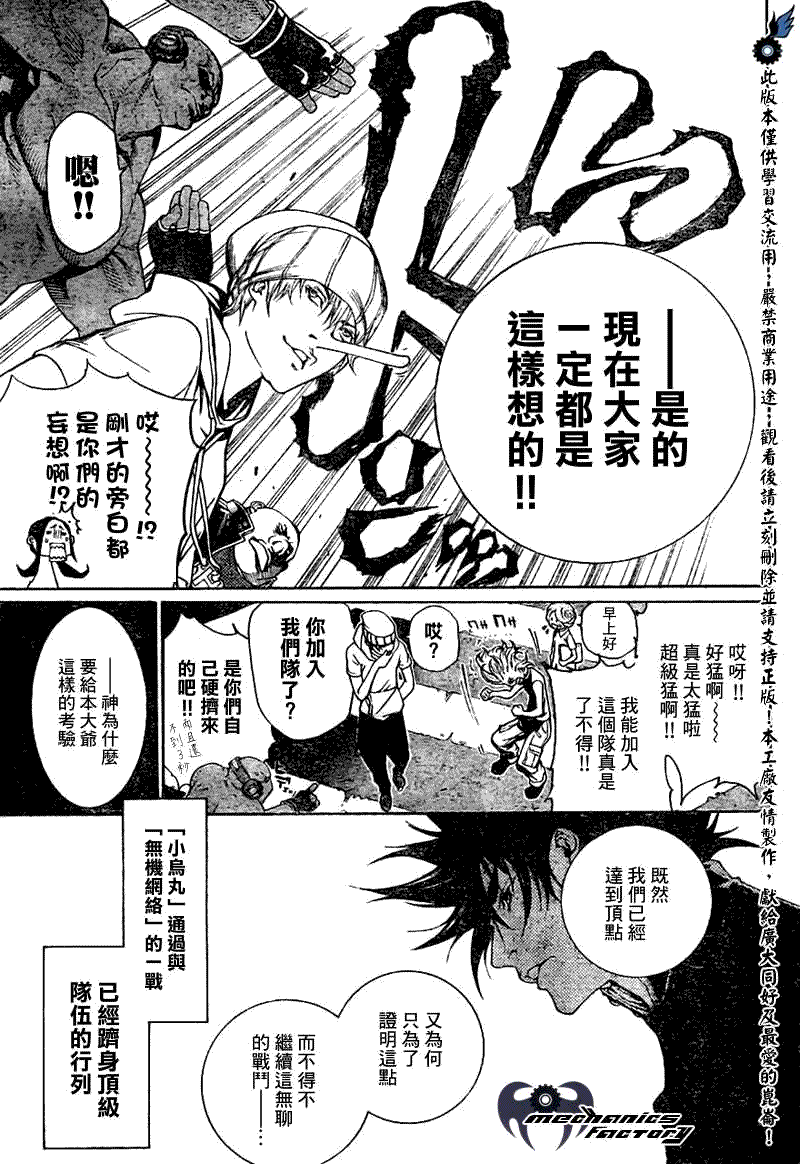 ——是的
現在大家
一定都是
這樣想的!!
嗯!!
哎～～～～!?
剛才的旁白都
是你們的
妄想啊!?
哎呀!!
好猛啊～～
真是太猛啦
超級猛啊!!
早上好
我能加入
這個隊真是
了不得!!
哎?
你加入
我們隊了?
是你們自
己硬擠來
的吧!!
而且還
不到3秒
——神為什麼
要給本大爺
這樣的考驗
「小烏丸」通過與
「無機網絡」的一戰
已經躋身頂級
隊伍的行列
既然
我們已經
達到頂點
又為何
只為了
證明這點
而不得不
繼續這無聊
的戰鬥——…
此版本僅供學習交流用;嚴禁商業用途;觀看後請立刻刪除並請支持正版!本工廠友情製作,獻給廣大同好及最愛的崑崙!
mechanics
Factory